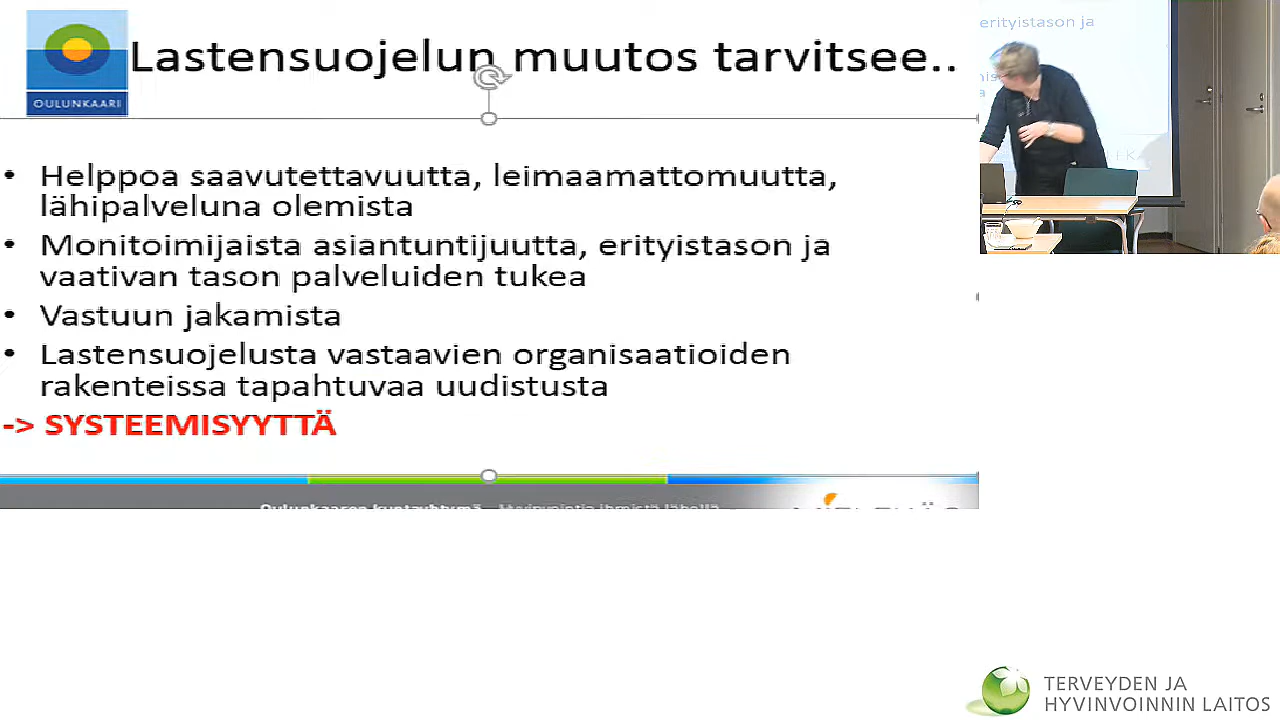 OULUNKAARI
Lastensuojelun muutos tarvitsee..
• Helppoa saavutettavuutta, leimaamattomuutta,
lähipalveluna olemista
• Monitoimijaista asiantuntijuutta, erityistason ja
vaativan tason palveluiden tukea
• Vastuun jakamista
• Lastensuojelusta vastaavien organisaatioiden
rakenteissa tapahtuvaa uudistusta
-> SYSTEEMISYYTTÄ
erityistason ja
TERVEYDEN JA
HYVINVOINNIN LAITOS